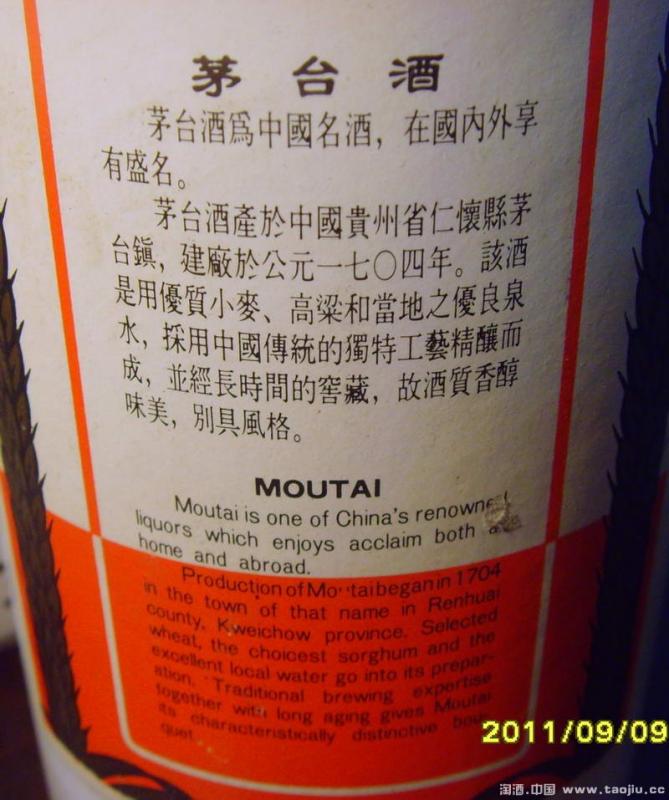 茅台酒
茅台酒爲中國名酒，在國內外享
有盛名。
茅台酒產於中國貴州省仁懷縣茅
台鎮，建廠於公元一七〇四年。該酒
是用優質小麥、高粱和當地之優良泉
水，採用中國傳統的獨特工藝精釀而
成，並經長時間的窖藏，故酒質香醇
味美，別具風格。
MOUTAI
Moutai is one of China's renowned
liquors which enjoys acclaim both
home and abroad.
Production of Moutai began in 1704
in the town of that name in Renhuai
county, Kweichow province. Selected
wheat, the choicest sorghum and the
excellent local water go into its prepar-
ation. Traditional brewing expertise
together with long aging gives Moutai
its characteristically distinctive bou-
quet
2011/09/09
淘酒.中国 www.taojiu.cc